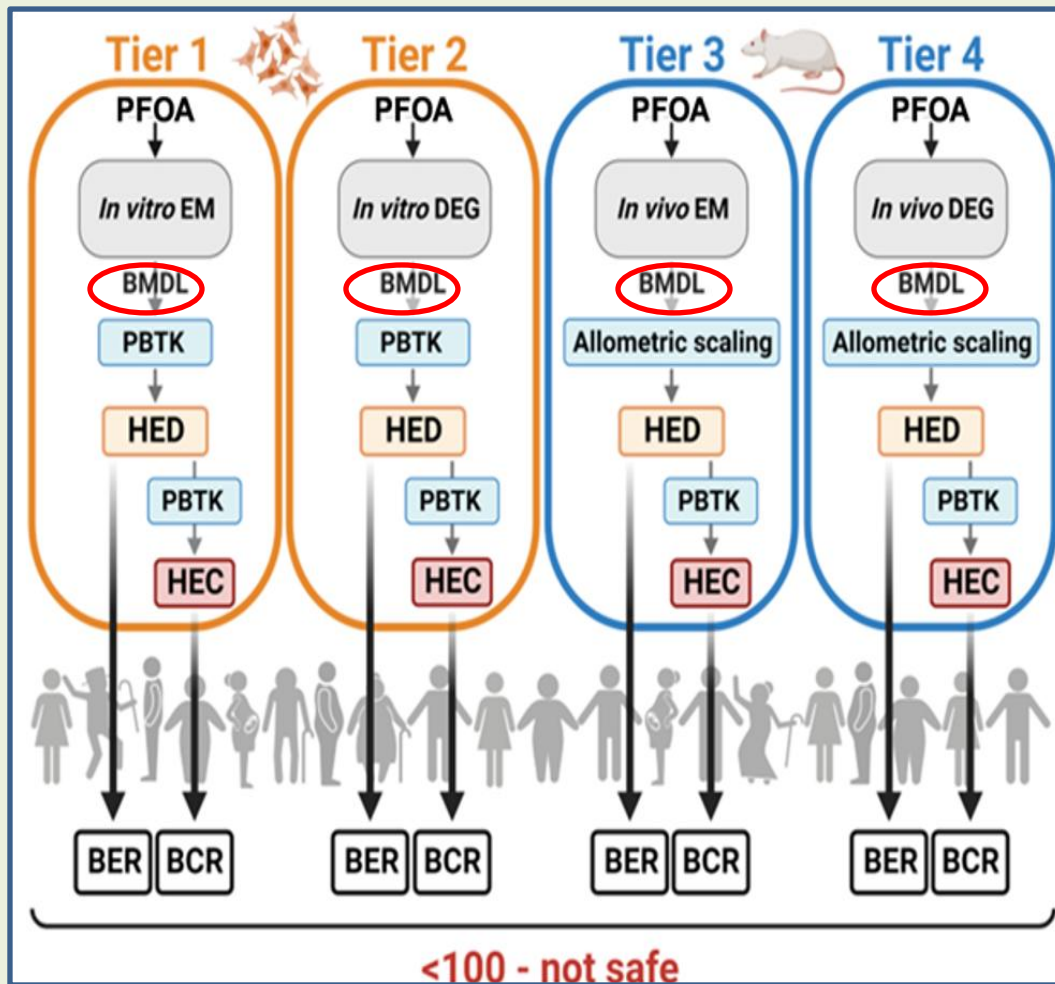 Tier 1
Tier 2
Tier 3
Tier 4
PFOA
PFOA
PFOA
PFOA
In vitro EM
In vitro DEG
In vivo EM
In vivo DEG
BMDL
BMDL
BMDL
BMDL
PBTK
PBTK
Allometric scaling
Allometric scaling
HED
HED
HED
HED
PBTK
PBTK
PBTK
PBTK
HEC
HEC
HEC
HEC
BER
BCR
BER
BCR
BER
BCR
BER
BCR
<100 - not safe